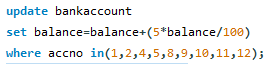 update bankaccount
set balance=balance+(5*balance/100)
where accno in(1,2,4,5,8,9,10,11,12);